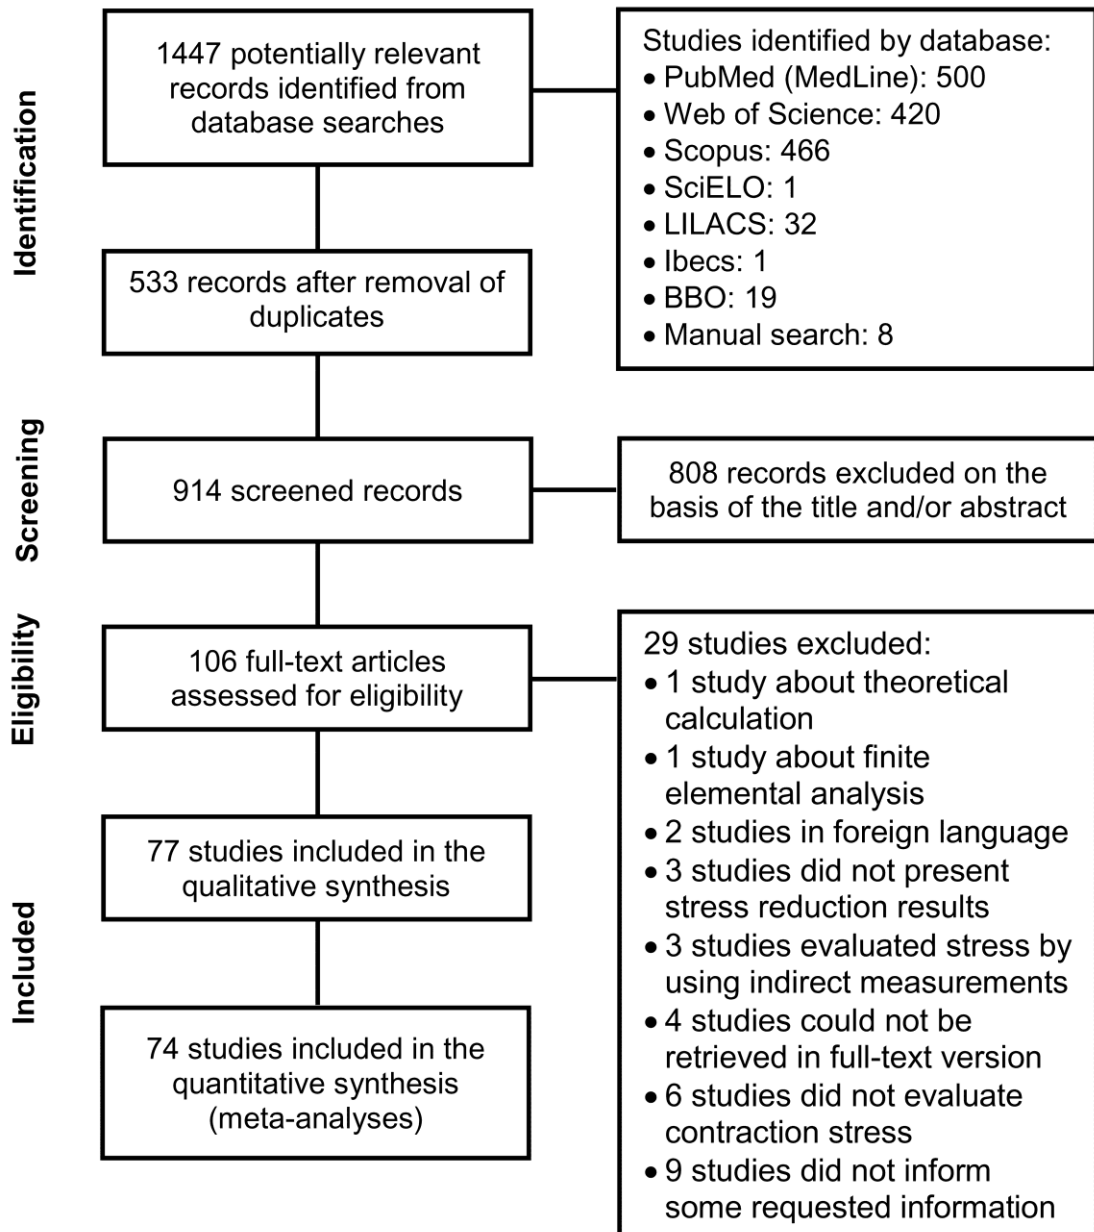 Identification
1447 potentially relevant
records identified from
database searches
Studies identified by database:
• PubMed (MedLine): 500
• Web of Science: 420
• Scopus: 466
• SciELO: 1
• LILACS: 32
• Ibecs: 1
• BBO: 19
• Manual search: 8
533 records after removal of
duplicates
Screening
914 screened records
808 records excluded on the
basis of the title and/or abstract
Eligibility
106 full-text articles
assessed for eligibility
29 studies excluded:
• 1 study about theoretical
calculation
• 1 study about finite
elemental analysis
• 2 studies in foreign language
• 3 studies did not present
stress reduction results
• 3 studies evaluated stress by
using indirect measurements
• 4 studies could not be
retrieved in full-text version
• 6 studies did not evaluate
contraction stress
• 9 studies did not inform
some requested information
Included
77 studies included in the
qualitative synthesis
74 studies included in the
quantitative synthesis
(meta-analyses)